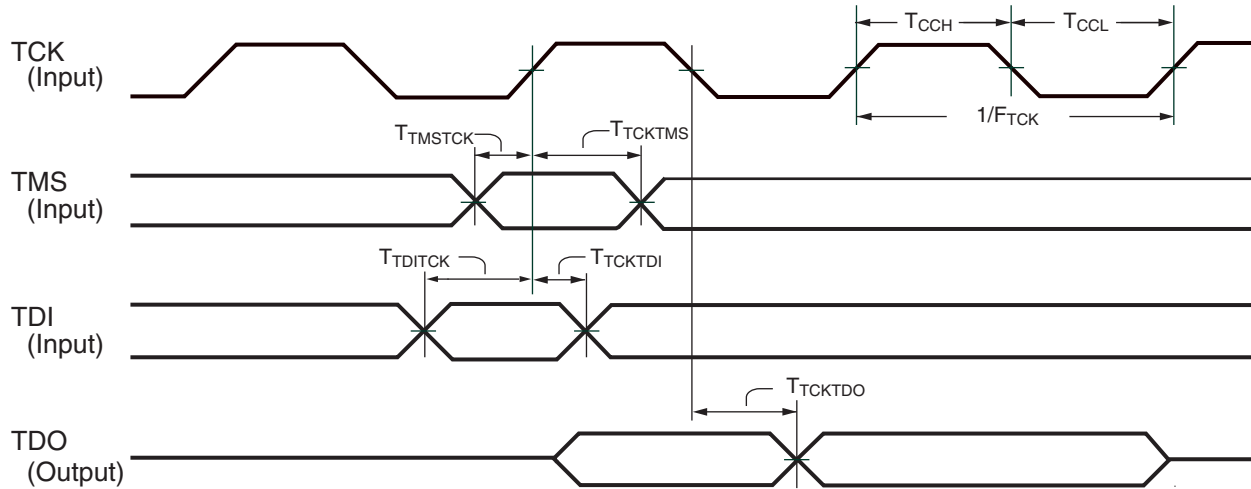 TCK
(Input)
TCCH
TCCL
1/FTCK
TTMSTCK
TTCKTMS
TMS
(Input)
TTDITCK
TTCKTDI
TDI
(Input)
TTCKTDO
TDO
(Output)